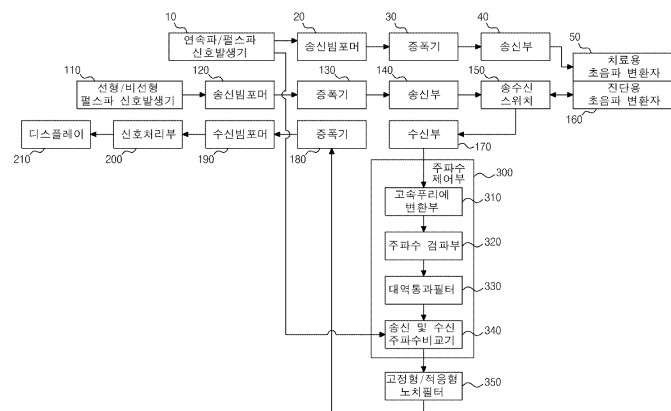 10
연속파/펄스파
신호발생기
20
송신빔포머
30
증폭기
40
송신부
50
치료용
초음파 변환자
110
선형/비선형
펄스파 신호발생기
120
송신빔포머
130
증폭기
140
송신부
150
송수신
스위치
진단용
초음파 변환자
160
디스플레이
210
신호처리부
200
수신빔포머
190
증폭기
180
수신부
170
주파수
제어부
300
고속푸리에
변환부
310
주파수 검파부
320
대역통과필터
330
송신 및 수신
주파수비교기
340
고정형/적응형
노치필터
350